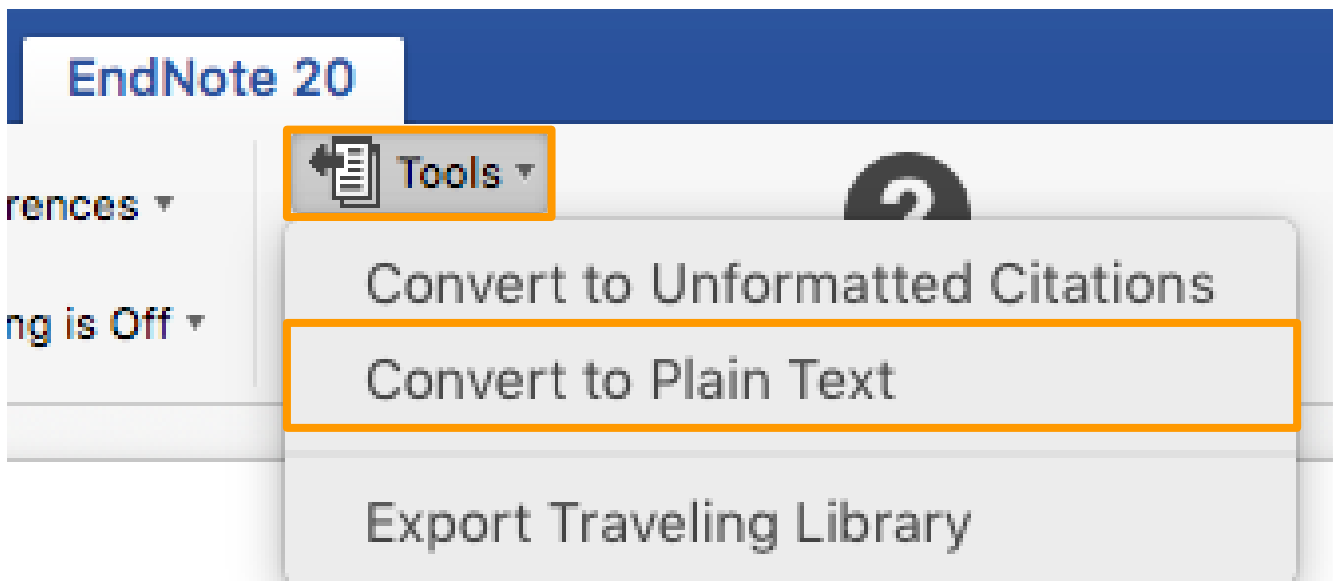 EndNote 20
Tools
rences
ng is Off
Convert to Unformatted Citations
Convert to Plain Text
Export Traveling Library